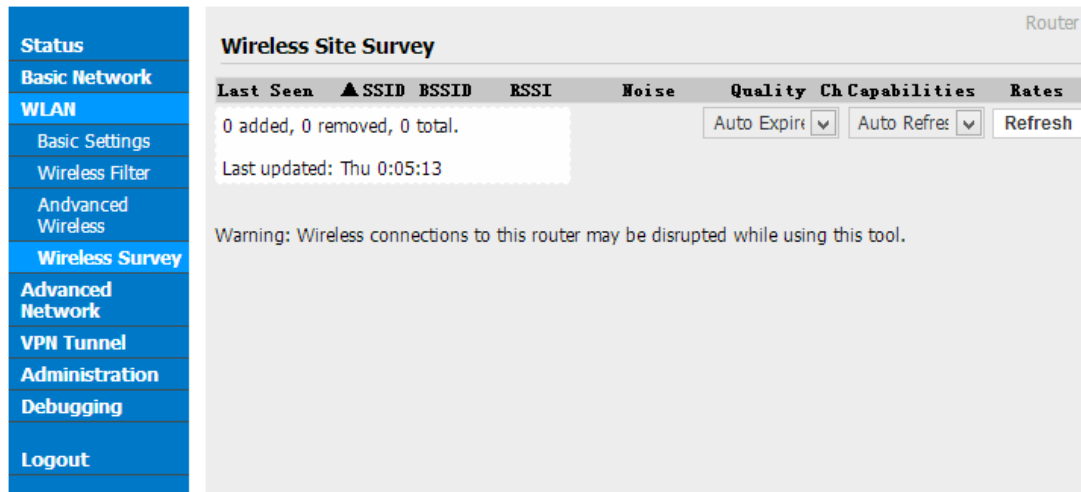 Router
Status
Basic Network
WLAN
Basic Settings
Wireless Filter
Andvanced
Wireless
Wireless Survey
Advanced
Network
VPN Tunnel
Administration
Debugging
Logout
Wireless Site Survey
Last Seen ▲SSID BSSID RSSI Noise Quality Ch Capabilities Rates
0 added, 0 removed, 0 total.
Auto Expire Auto Refres Refresh
Last updated: Thu 0:05:13
Warning: Wireless connections to this router may be disrupted while using this tool.